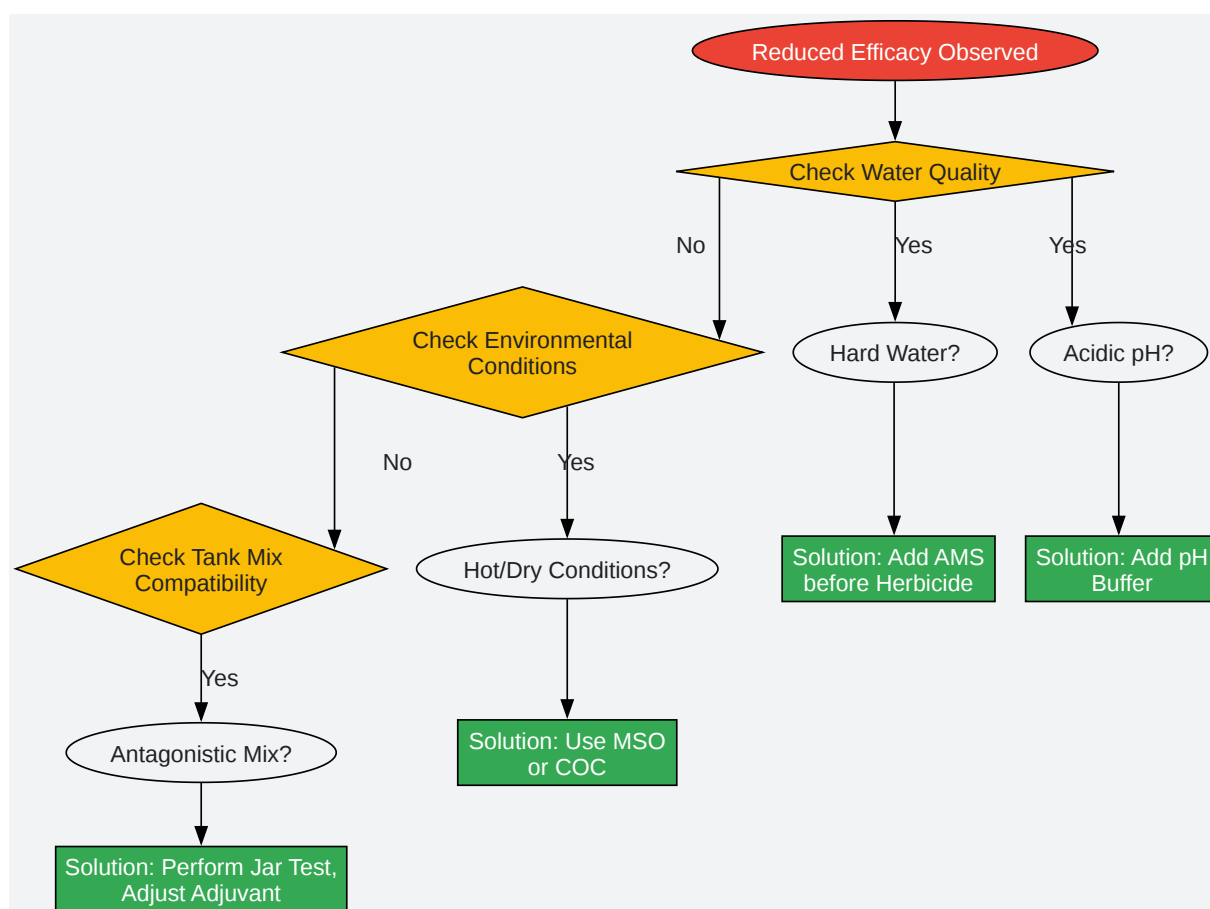 Reduced Efficacy Observed
Check Water Quality
No
Yes
Yes
Check Environmental
Conditions
Hard Water?
Acidic pH?
No
Yes
Check Tank Mix
Compatibility
Hot/Dry Conditions?
Solution: Add AMS
before Herbicide
Solution: Add pH
Buffer
Yes
Antagonistic Mix?
Solution: Use MSO
or COC
Solution: Perform Jar Test,
Adjust Adjuvant